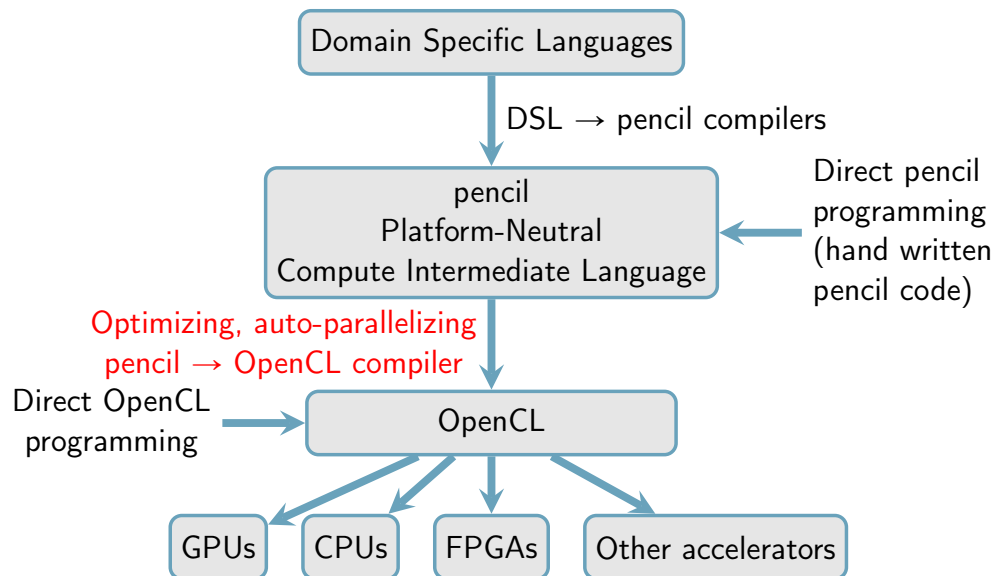 Domain Specific Languages
DSL → pencil compilers
pencil
Platform-Neutral
Compute Intermediate Language
Direct pencil
programming
(hand written
pencil code)
Optimizing, auto-parallelizing
pencil → OpenCL compiler
Direct OpenCL
programming
OpenCL
GPUs
CPUs
FPGAs
Other accelerators